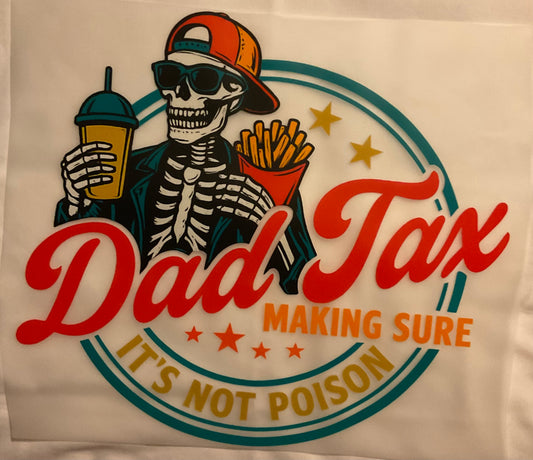 Dad Tax
MAKING SURE
IT'S NOT POISON